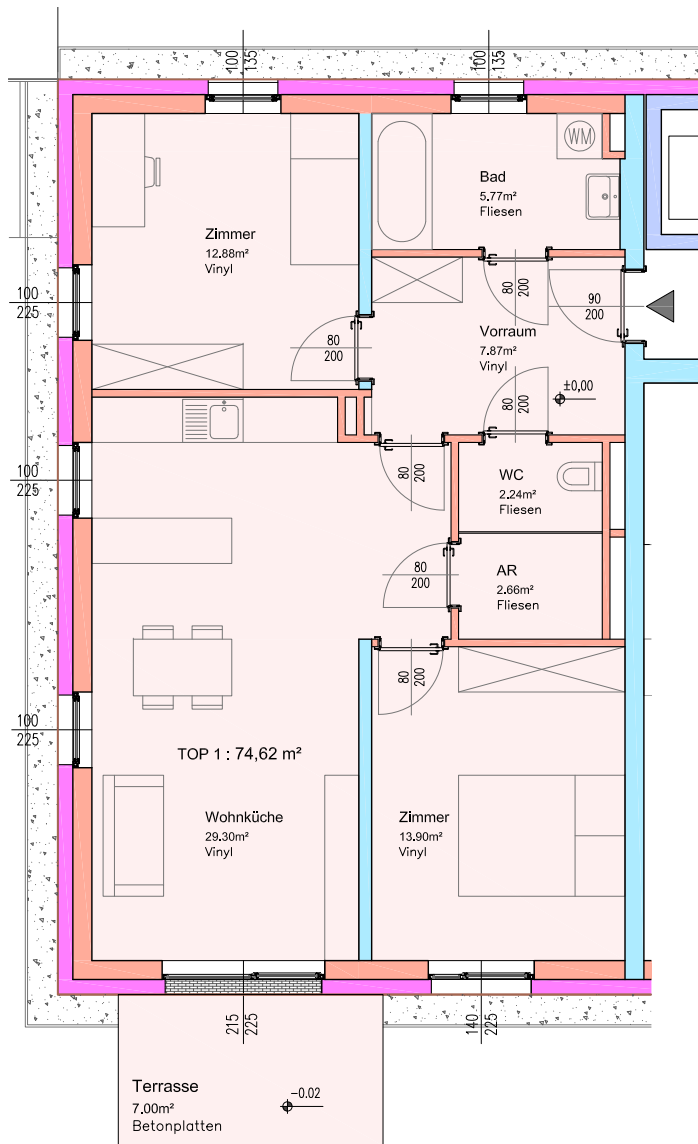 100
135
100
135
WM
Bad
5.77m²
Fliesen
Zimmer
12.88m²
Vinyl
80
200
90
200
100
225
Vorraum
7.87m²
Vinyl
80
200
±0,00
80
200
80
200
100
225
WC
2.24m²
Fliesen
80
200
AR
2.66m²
Fliesen
80
200
100
225
TOP 1 : 74,62 m²
Wohnküche
29.30m²
Vinyl
Zimmer
13.90m²
Vinyl
215
225
140
225
Terrasse
7.00m²
Betonplatten
-0.02